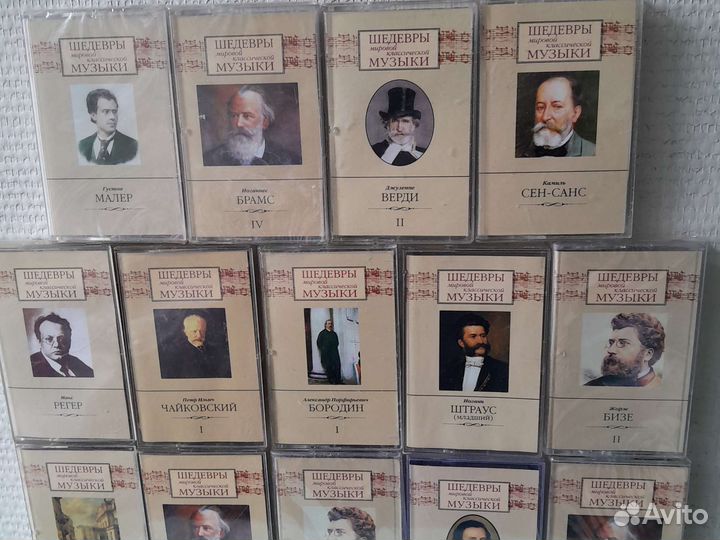 ШЕДЕВРЫ
мировой
классической
МУЗЫКИ
Густав
МАЛЕР
ШЕДЕВРЫ
мировой
классической
МУЗЫКИ
Иоганнес
БРАМС
IV
ШЕДЕВРЫ
мировой
классической
МУЗЫКИ
Джузеппе
ВЕРДИ
II
ШЕДЕВРЫ
мировой
классической
МУЗЫКИ
Камиль
СЕН-САНС
ШЕДЕВРЫ
мировой
классической
МУЗЫКИ
Макс
РЕГЕР
ШЕДЕВРЫ
мировой
классической
МУЗЫКИ
Петр Ильич
ЧАЙКОВСКИЙ
I
ШЕДЕВРЫ
мировой
классической
МУЗЫКИ
Александр Порфирьевич
БОРОДИН
I
ШЕДЕВРЫ
мировой
классической
МУЗЫКИ
Иоганн
ШТРАУС
(младший)
ШЕДЕВРЫ
мировой
классической
МУЗЫКИ
Жорж
БИЗЕ
II
ШЕДЕВРЫ
мировой
классической
МУЗЫКИ
ШЕДЕВРЫ
мировой
классической
МУЗЫКИ
ШЕДЕВРЫ
мировой
классической
МУЗЫКИ
ШЕДЕВРЫ
мировой
классической
МУЗЫКИ
ШЕДЕВРЫ
мировой
классической
МУЗЫКИ
Avito